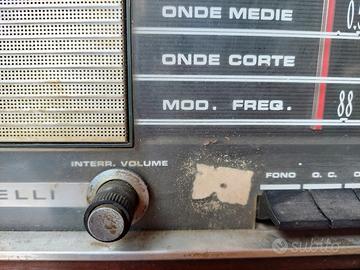 ONDE MEDIE
ONDE CORTE
MOD. FREQ.
88
INTERR. VOLUME
FONO O.C.
ELLI
subito